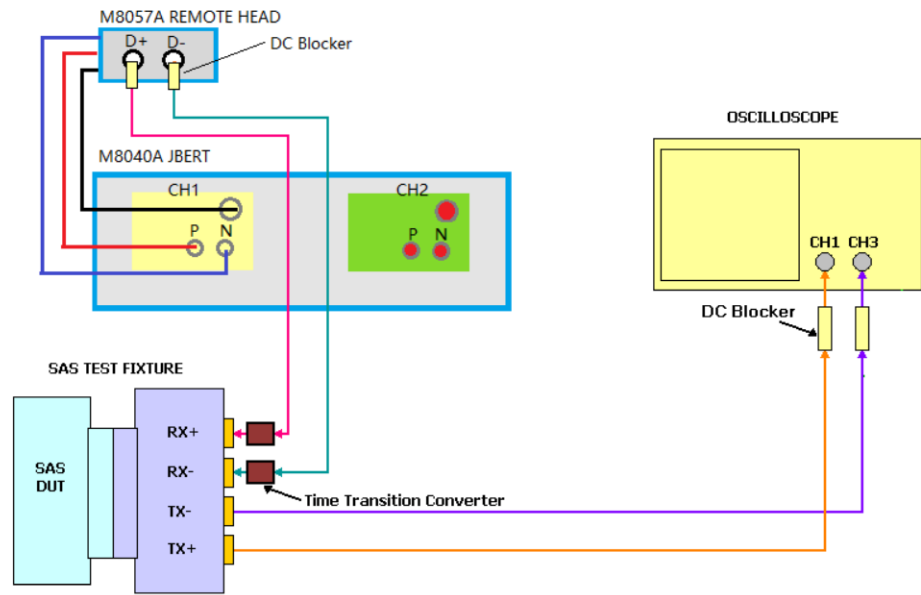 M8057A REMOTE HEAD
D+ D-
DC Blocker
M8040A JBERT
CH1
P N
CH2
P N
OSCILLOSCOPE
CH1 CH3
DC Blocker
SAS TEST FIXTURE
SAS
DUT
RX+
RX-
TX-
TX+
Time Transition Converter